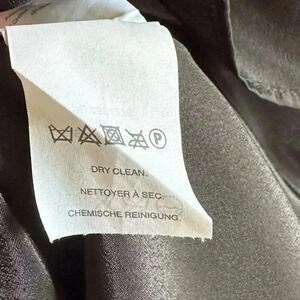 P
DRY CLEAN.
NETTOYER À SEC.
CHEMISCHE REINIGUNG.